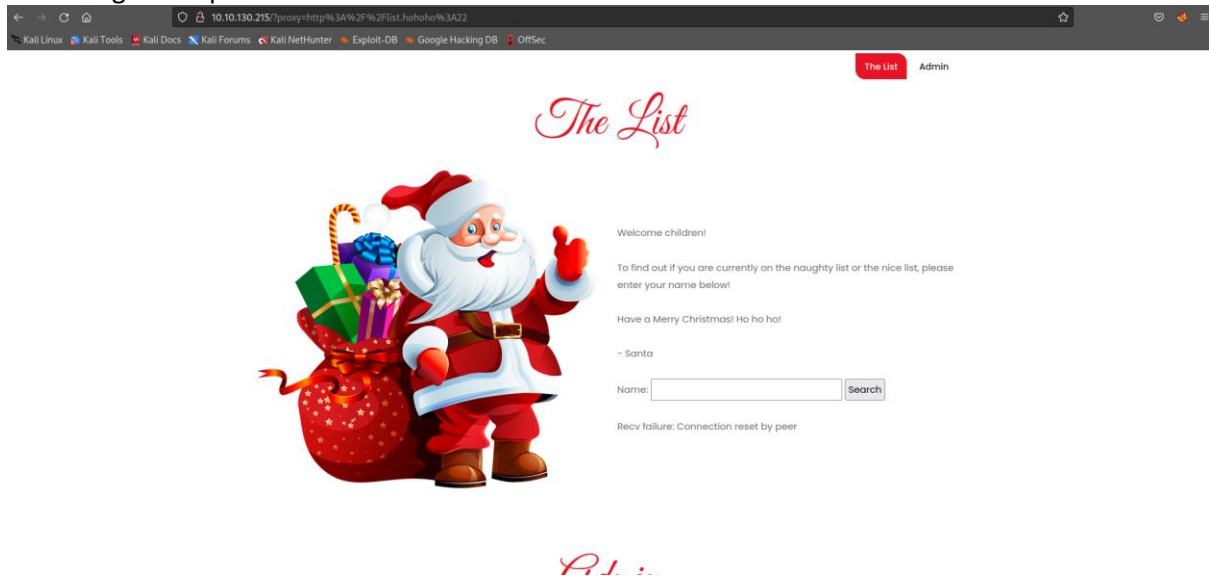 10.10.130.215/?proxy=http%3A%2F%2Flist.hohoho%3A22
Kali Linux Kali Tools Kali Docs Kali Forums Kali NetHunter Exploit-DB Google Hacking DB OffSec
The List Admin
The List
Welcome children!
To find out if you are currently on the naughty list or the nice list, please
enter your name below!
Have a Merry Christmas! Ho ho ho!
- Santa
Name: Search
Recv failure: Connection reset by peer